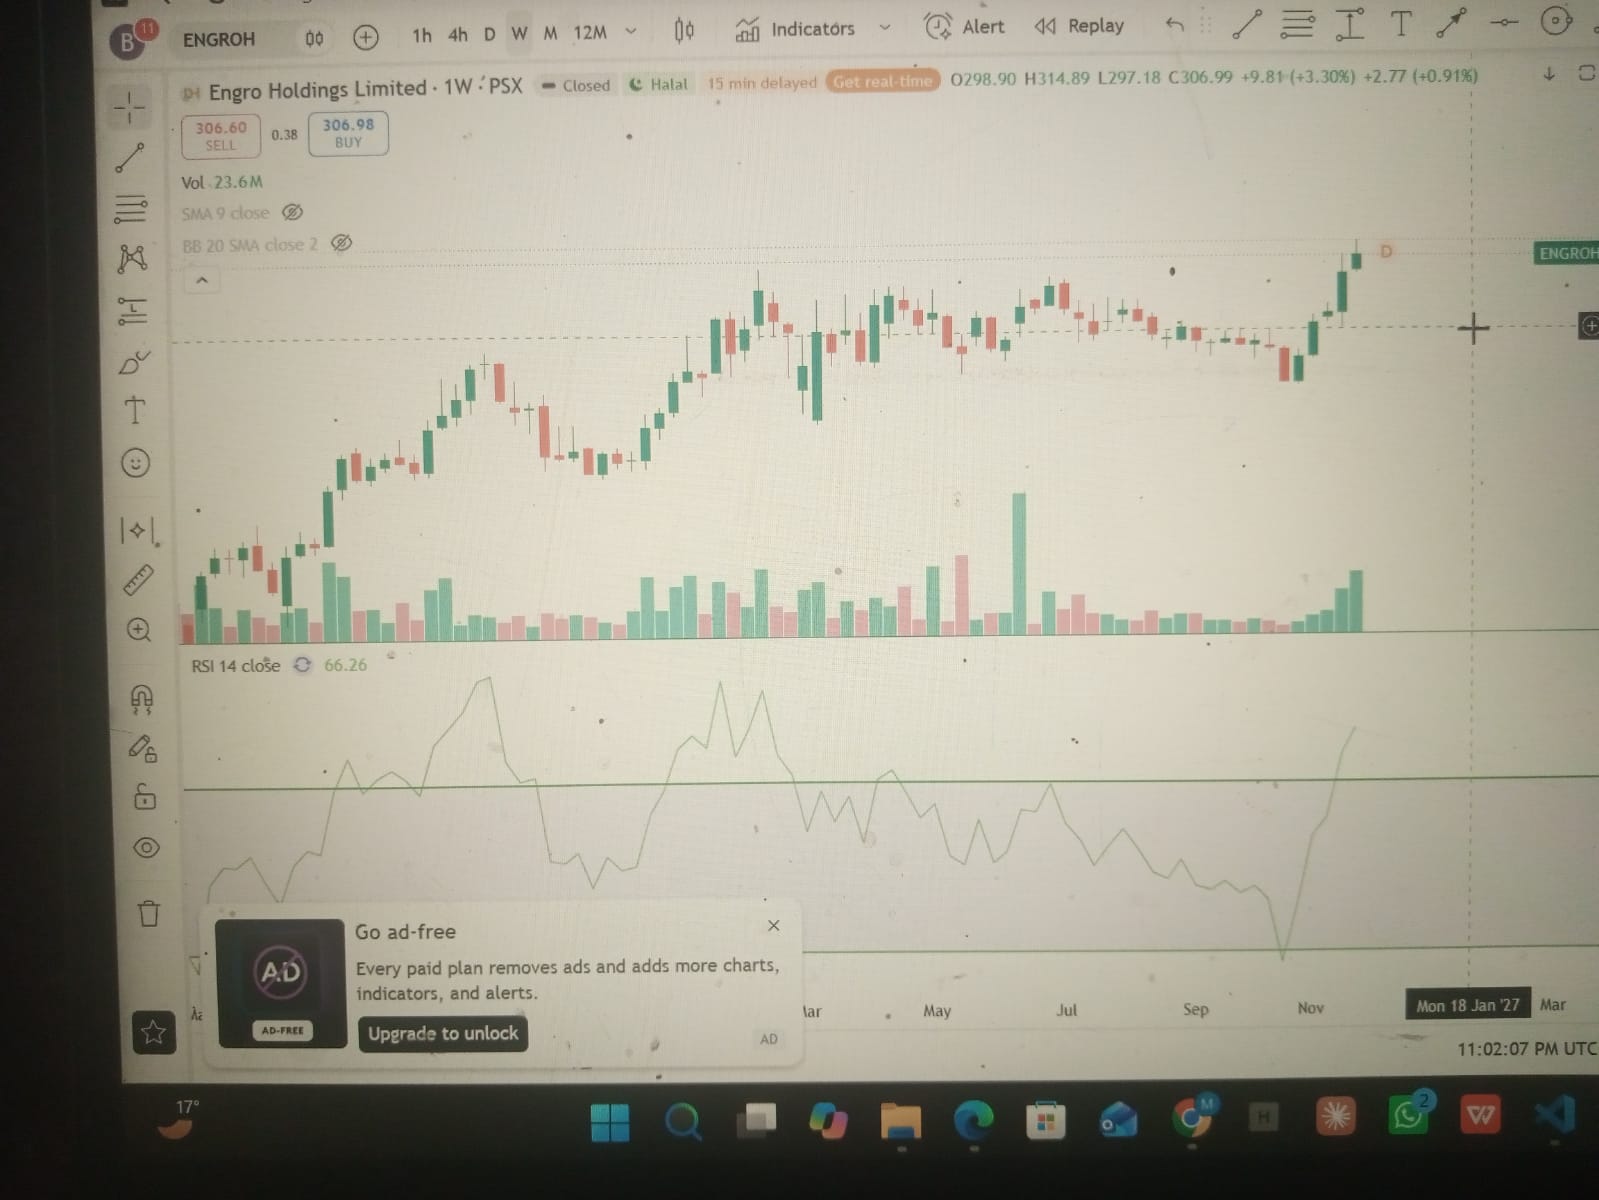 B 11 ENGROH 1h 4h D W M 12M Indicators Alert Replay T
Engro Holdings Limited · 1W · PSX Closed Halal 15 min delayed Get real-time O298.90 H314.89 L297.18 C306.99 +9.81 (+3.30%) +2.77 (+0.91%)
306.60 SELL 0.38 306.98 BUY
Vol 23.6M
SMA 9 close
BB 20 SMA close 2
D
ENGROH
RSI 14 close 66.26
Go ad-free
Every paid plan removes ads and adds more charts,
indicators, and alerts.
AD
AD-FREE
Upgrade to unlock
AD
May Jul Sep Nov Mon 18 Jan '27 Mar
11:02:07 PM UTC
17°
M
H
2
W